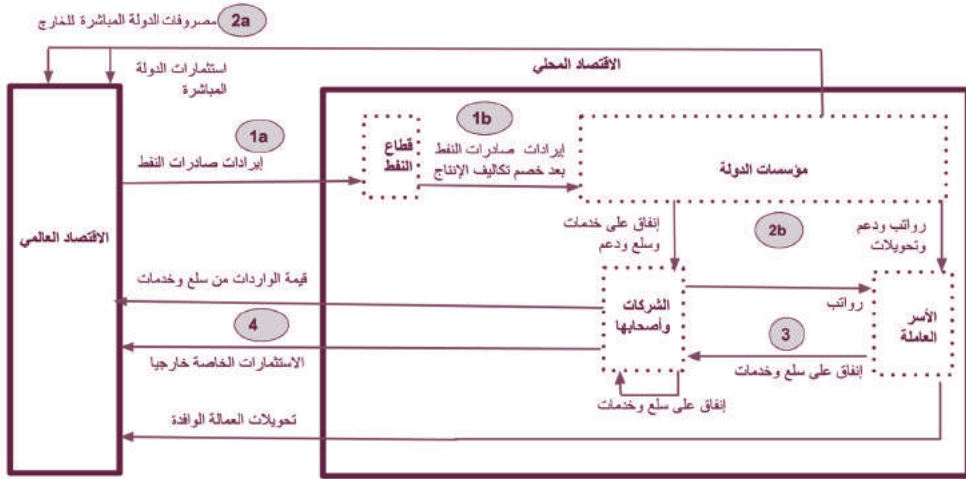 مصروفات الدولة المباشرة للخارج
2a
الاقتصاد المحلي
استثمارات الدولة
المباشرة
1a
إيرادات صادرات النفط
قطاع
النفط
1b
إيرادات صادرات النفط
بعد خصم تكاليف الإنتاج
مؤسسات الدولة
الاقتصاد العالمي
إنفاق على خدمات
وسلع ودعم
2b
رواتب ودعم
وتحويلات
قيمة الواردات من سلع وخدمات
الشركات
وأصحابها
رواتب
الأسر
العاملة
4
الاستثمارات الخاصة خارجيا
3
إنفاق على سلع وخدمات
إنفاق على سلع وخدمات
تحويلات العمالة الوافدة